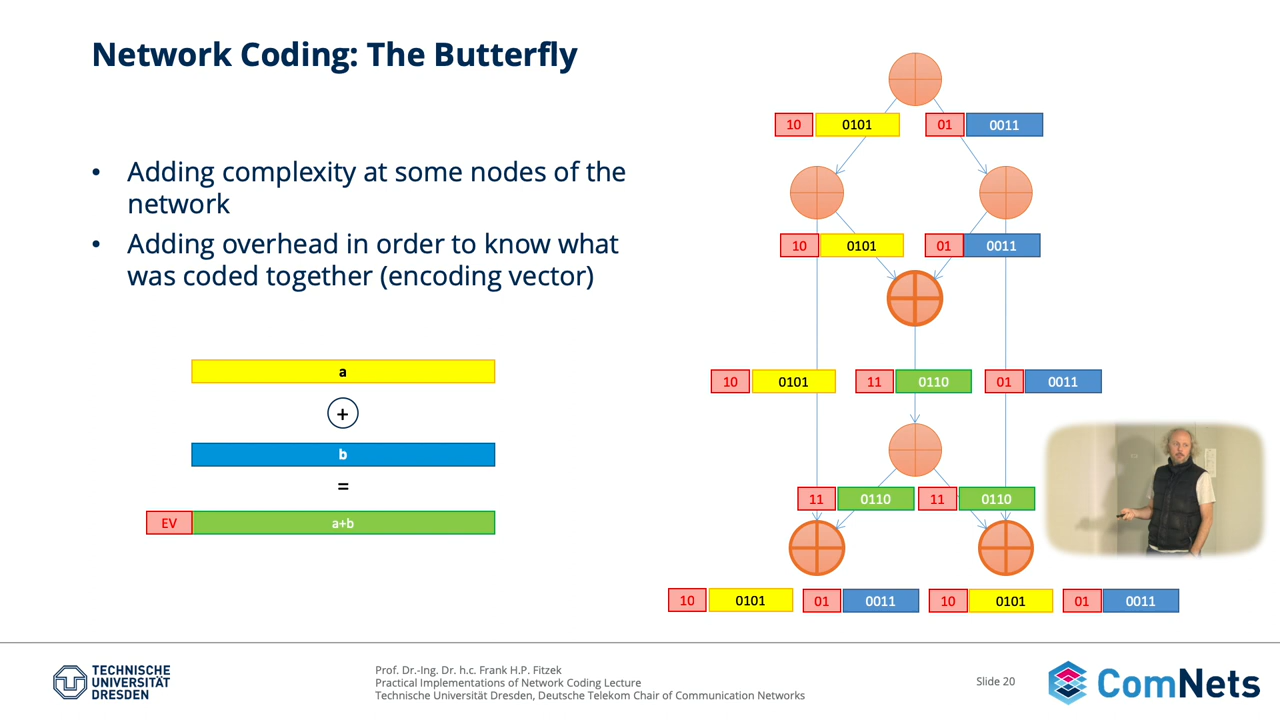 Network Coding: The Butterfly
• Adding complexity at some nodes of the
network
• Adding overhead in order to know what
was coded together (encoding vector)
a
+
b
=
EV a+b
10 0101 01 0011
10 0101 01 0011
10 0101 11 0110 01 0011
11 0110 11 0110
10 0101 01 0011 10 0101 01 0011
TECHNISCHE
UNIVERSITÄT
DRESDEN
Prof. Dr.-Ing. Dr. h.c. Frank H.P. Fitzek
Practical Implementations of Network Coding Lecture
Technische Universität Dresden, Deutsche Telekom Chair of Communication Networks
Slide 20
ComNets